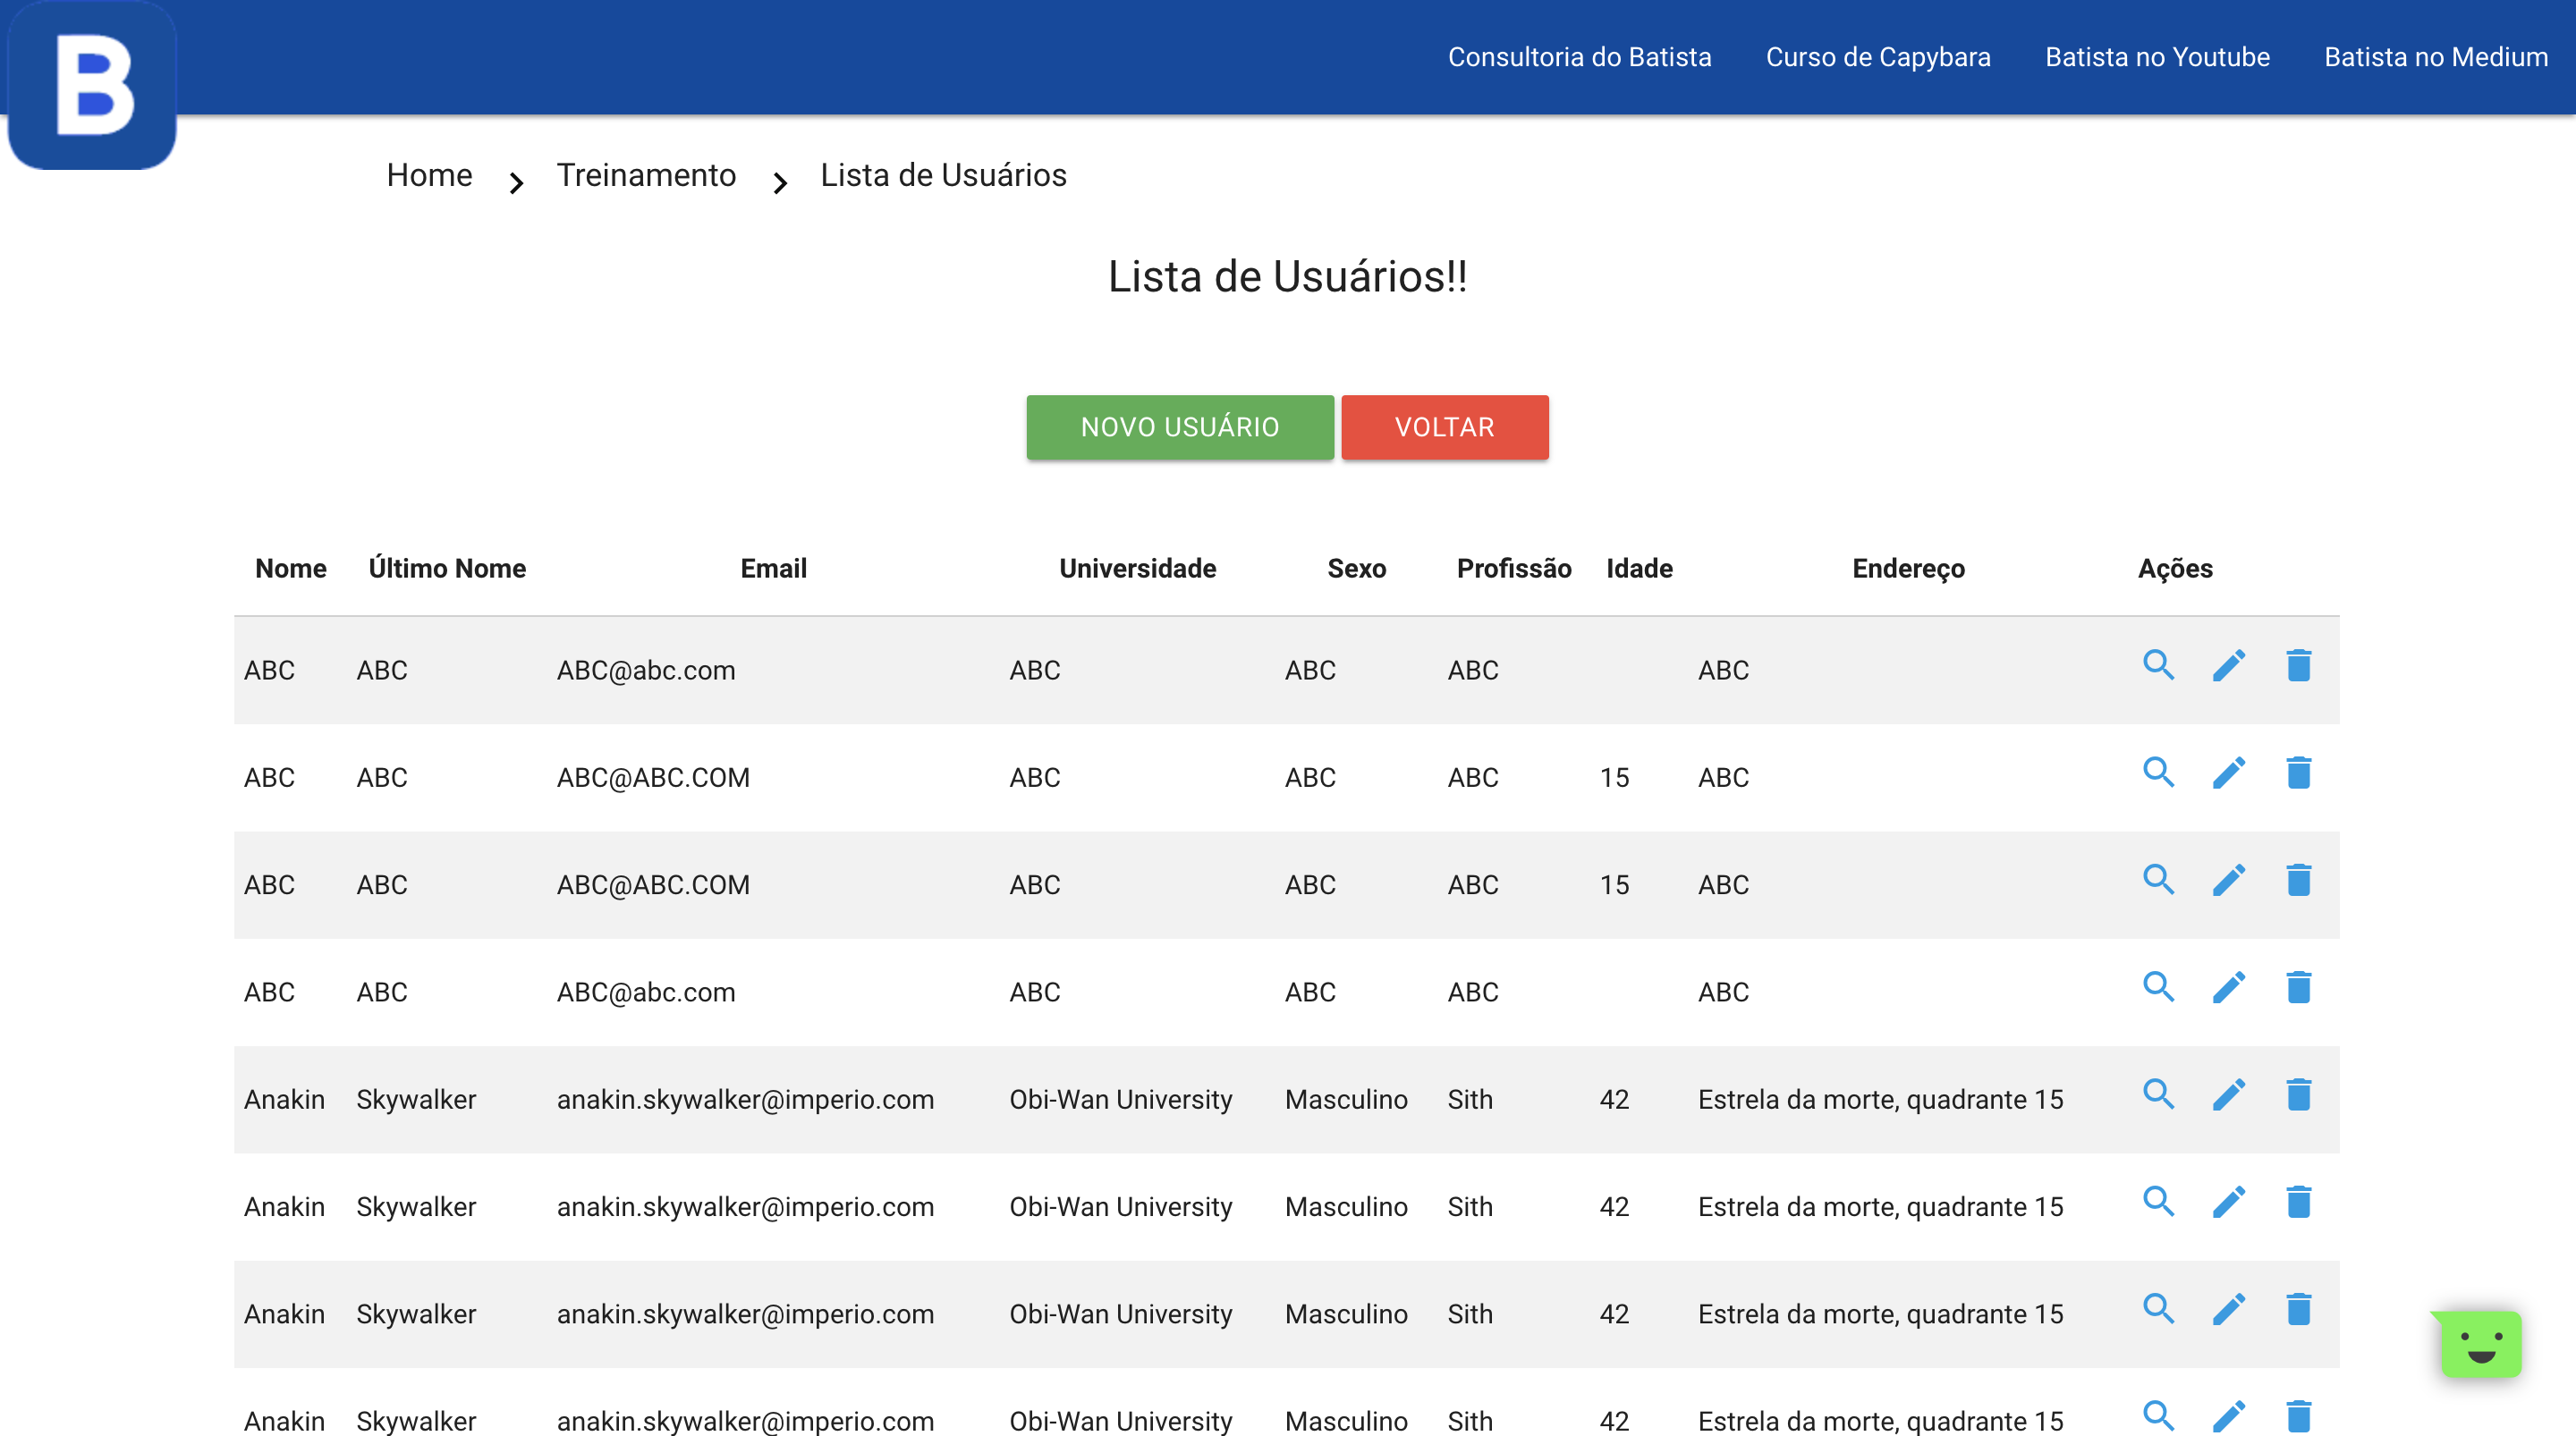 B
Consultoria do Batista Curso de Capybara Batista no Youtube Batista no Medium
Home > Treinamento > Lista de Usuários
Lista de Usuários!!
NOVO USUÁRIO VOLTAR
Nome Último Nome Email Universidade Sexo Profissão Idade Endereço Ações
ABC ABC ABC@abc.com ABC ABC ABC ABC
ABC ABC ABC@ABC.COM ABC ABC ABC 15 ABC
ABC ABC ABC@ABC.COM ABC ABC ABC 15 ABC
ABC ABC ABC@abc.com ABC ABC ABC ABC
Anakin Skywalker anakin.skywalker@imperio.com Obi-Wan University Masculino Sith 42 Estrela da morte, quadrante 15
Anakin Skywalker anakin.skywalker@imperio.com Obi-Wan University Masculino Sith 42 Estrela da morte, quadrante 15
Anakin Skywalker anakin.skywalker@imperio.com Obi-Wan University Masculino Sith 42 Estrela da morte, quadrante 15
Anakin Skywalker anakin.skywalker@imperio.com Obi-Wan University Masculino Sith 42 Estrela da morte, quadrante 15